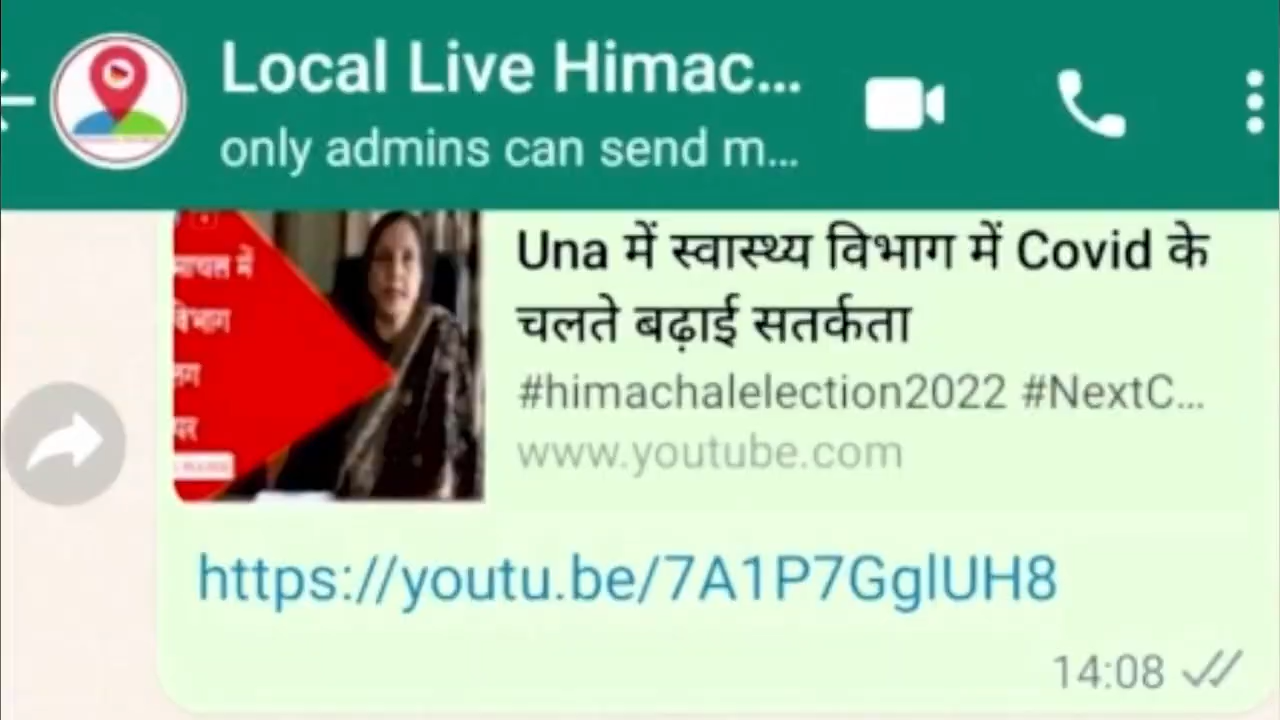 Local Live Himac...
only admins can send m...
Una में स्वास्थ्य विभाग में Covid के
चलते बढ़ाई सतर्कता
#himachalelection2022 #NextC...
www.youtube.com
माचल में
विभाग
https://youtu.be/7A1P7GglUH8
14:08